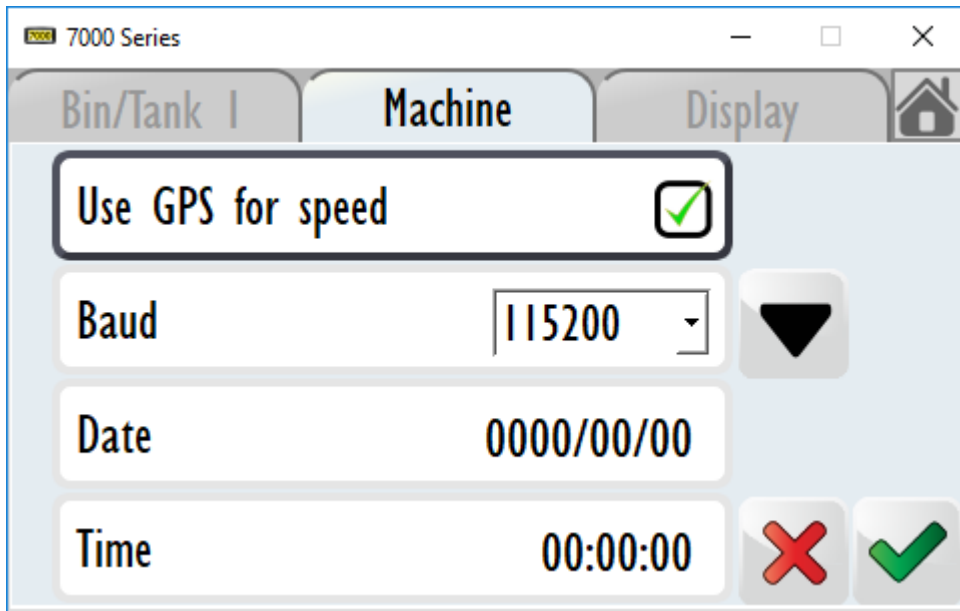 7000 7000 Series
Bin/Tank 1 Machine Display
Use GPS for speed
Baud 115200
Date 0000/00/00
Time 00:00:00